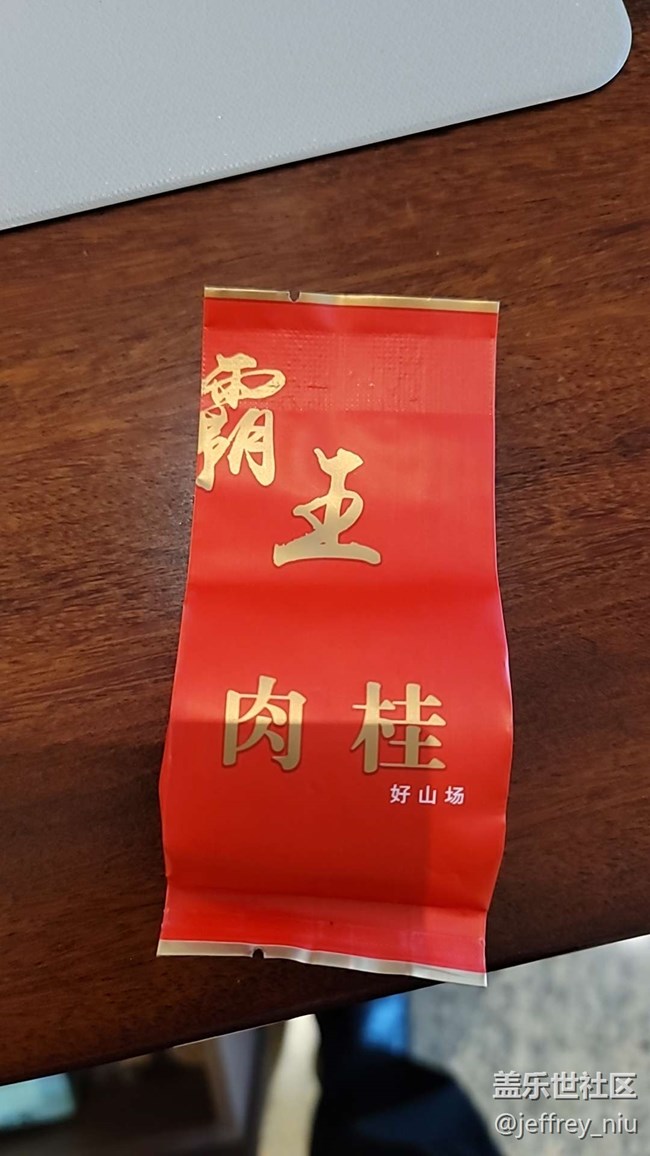 霸
王
肉桂
好山场
盖乐世社区
@jeffrey_niu